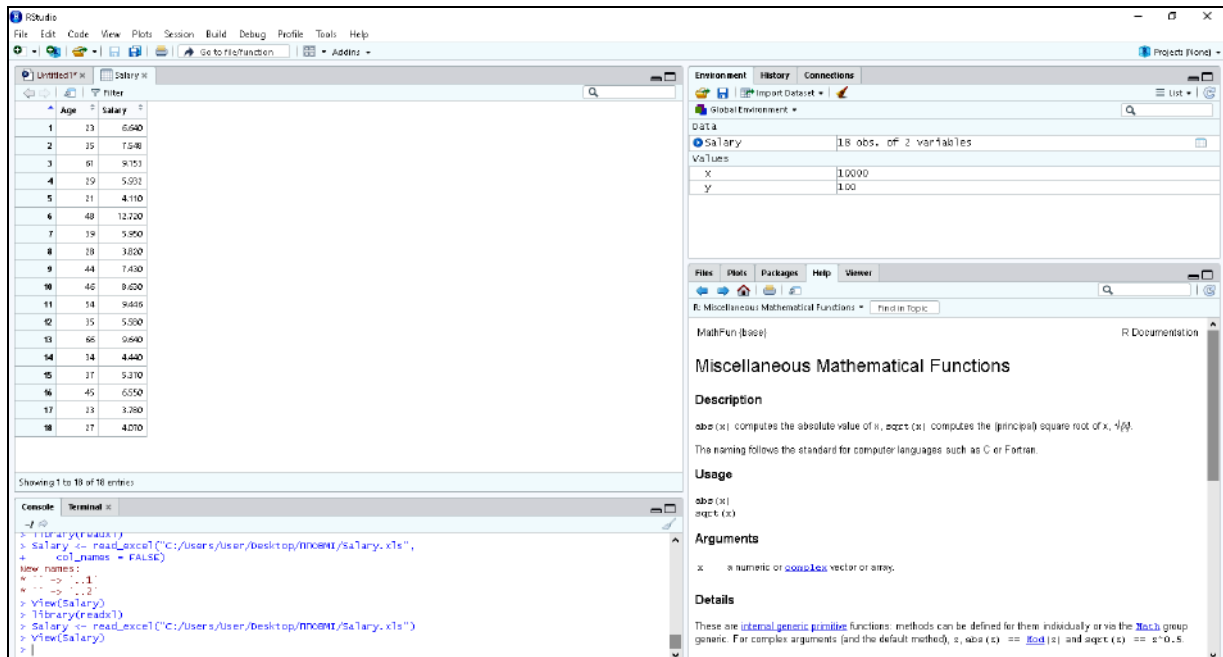 RStudio
File Edit Code View Plots Session Build Debug Profile Tools Help
Go to file/function Addins
Project: (None)
Untitled1* Salary
Filter
Age Salary
1 23 6.640
2 35 7.548
3 61 9.153
4 29 5.932
5 21 4.110
6 48 12.720
7 39 5.950
8 28 3.820
9 44 7.430
10 46 8.630
11 54 9.446
12 35 5.580
13 66 9.640
14 34 4.440
15 37 5.370
16 45 6.550
17 23 3.780
18 27 4.070
Showing 1 to 18 of 18 entries
Console Terminal
~/
> library(readxl)
> Salary <- read_excel("C:/Users/User/Desktop/ППОВМІ/Salary.xls",
+ col_names = FALSE)
New names:
* `` -> `..1`
* `` -> `..2`
> View(Salary)
> library(readxl)
> Salary <- read_excel("C:/Users/User/Desktop/ППОВМІ/Salary.xls")
> View(Salary)
>
Environment History Connections
Import Dataset List
Global Environment
Data
Salary 18 obs. of 2 variables
Values
x 10000
y 100
Files Plots Packages Help Viewer
R: Miscellaneous Mathematical Functions Find in Topic
MathFun {base} R Documentation
Miscellaneous Mathematical Functions
Description
abs(x) computes the absolute value of x, sqrt(x) computes the (principal) square root of x, √{x}.
The naming follows the standard for computer languages such as C or Fortran.
Usage
abs(x)
sqrt(x)
Arguments
x a numeric or complex vector or array.
Details
These are internal generic primitive functions: methods can be defined for them individually or via the Math group
generic. For complex arguments (and the default method), z, abs(z) == Mod(z) and sqrt(z) == z^0.5.